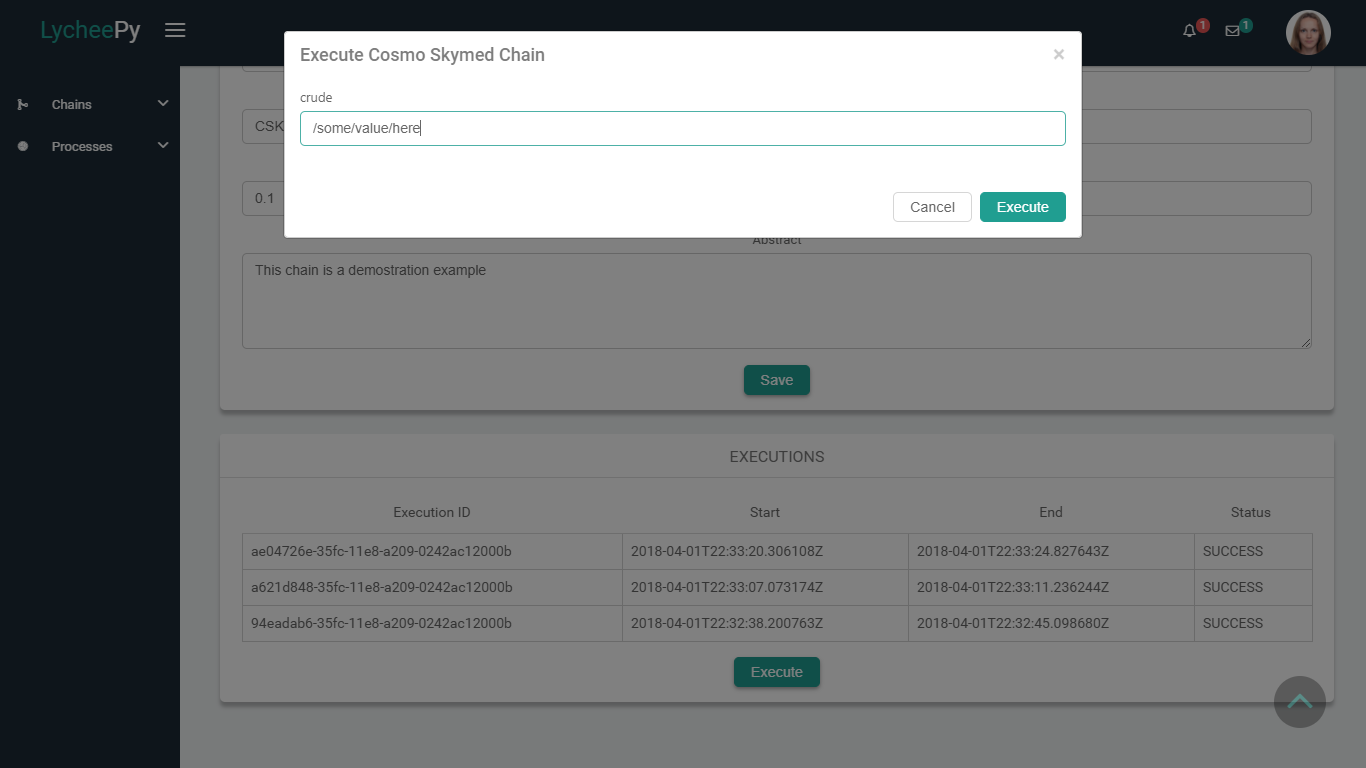 LycheePy
1
1
Execute Cosmo Skymed Chain
×
crude
/some/value/here
Cancel
Execute
Chains
Processes
CSK
0.1
Abstract
This chain is a demostration example
Save
EXECUTIONS
Execution ID Start End Status
ae04726e-35fc-11e8-a209-0242ac12000b 2018-04-01T22:33:20.306108Z 2018-04-01T22:33:24.827643Z SUCCESS
a621d848-35fc-11e8-a209-0242ac12000b 2018-04-01T22:33:07.073174Z 2018-04-01T22:33:11.236244Z SUCCESS
94eadab6-35fc-11e8-a209-0242ac12000b 2018-04-01T22:32:38.200763Z 2018-04-01T22:32:45.098680Z SUCCESS
Execute